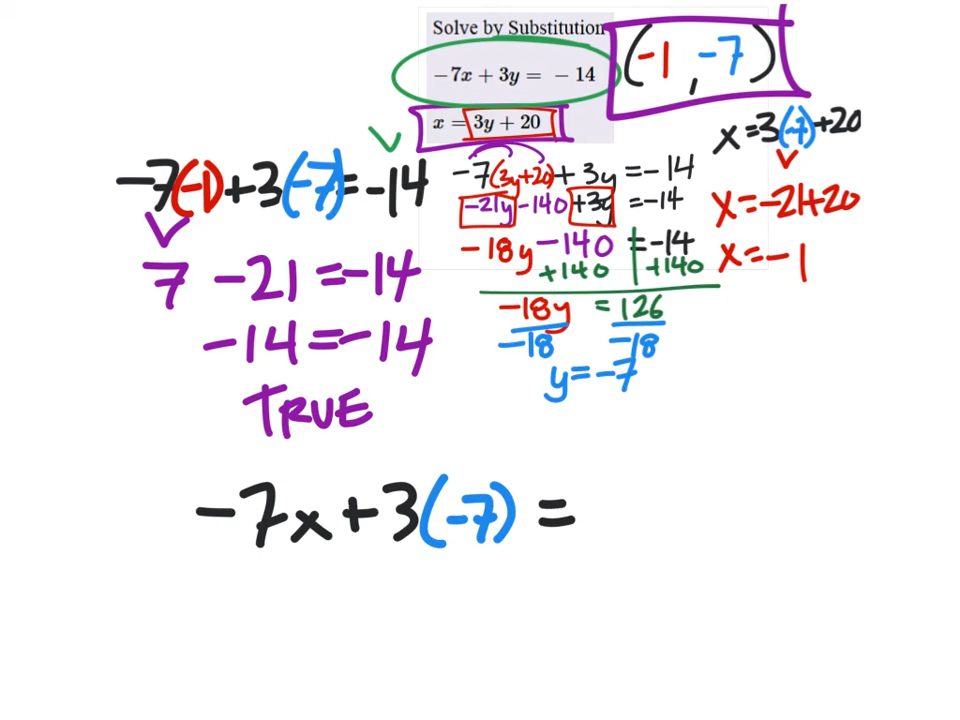 Solve by Substitution
−7x + 3y = − 14
x = 3y + 20
(-1, -7)
x=3(-7)+20
x=-21+20
x=-1
-7(3y+20)+3y=-14
-21y-140+3y=-14
-18y-140=-14
+140 +140
-18y = 126
-18 -18
y=-7
-7(-1)+3(-7)=-14
7 -21=-14
-14=-14
TRUE
-7x+3(-7)=